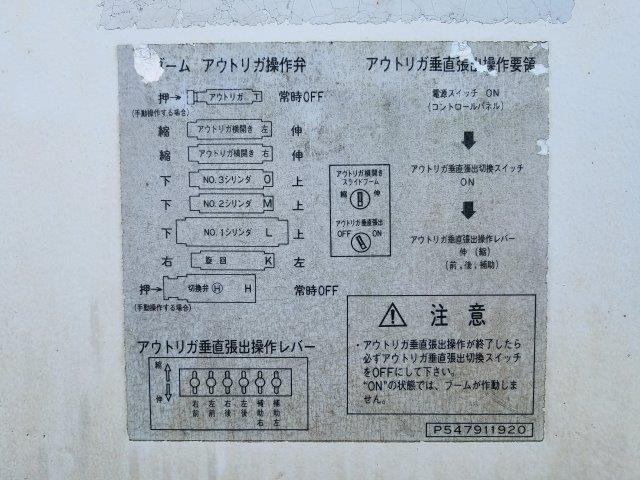 ブーム アウトリガ操作弁
押→ アウトリガ T 常時OFF
(手動操作する場合)
縮 アウトリガ横開き 左 伸
縮 アウトリガ横開き 右 伸
下 NO.3シリンダ O 上
下 NO.2シリンダ M 上
下 NO.1シリンダ L 上
右 旋回 K 左
押→ 切換弁 H H 常時OFF
(手動操作する場合)
アウトリガ横開き
スライドブーム
縮 伸
アウトリガ垂直張出
OFF ON
アウトリガ垂直張出操作要領
電源スイッチ ON
(コントロールパネル)
アウトリガ垂直張出切換スイッチ
ON
アウトリガ垂直張出操作レバー
伸(縮)
(前,後,補助)
アウトリガ垂直張出操作レバー
縮
伸
右前 左前 右後 左後 補助右 補助左
注意
・アウトリガ垂直張出操作が終了したら
必ずアウトリガ垂直張出切換スイッチ
をOFFにして下さい。
"ON"の状態では、ブームが作動しま
せん。
P547911920